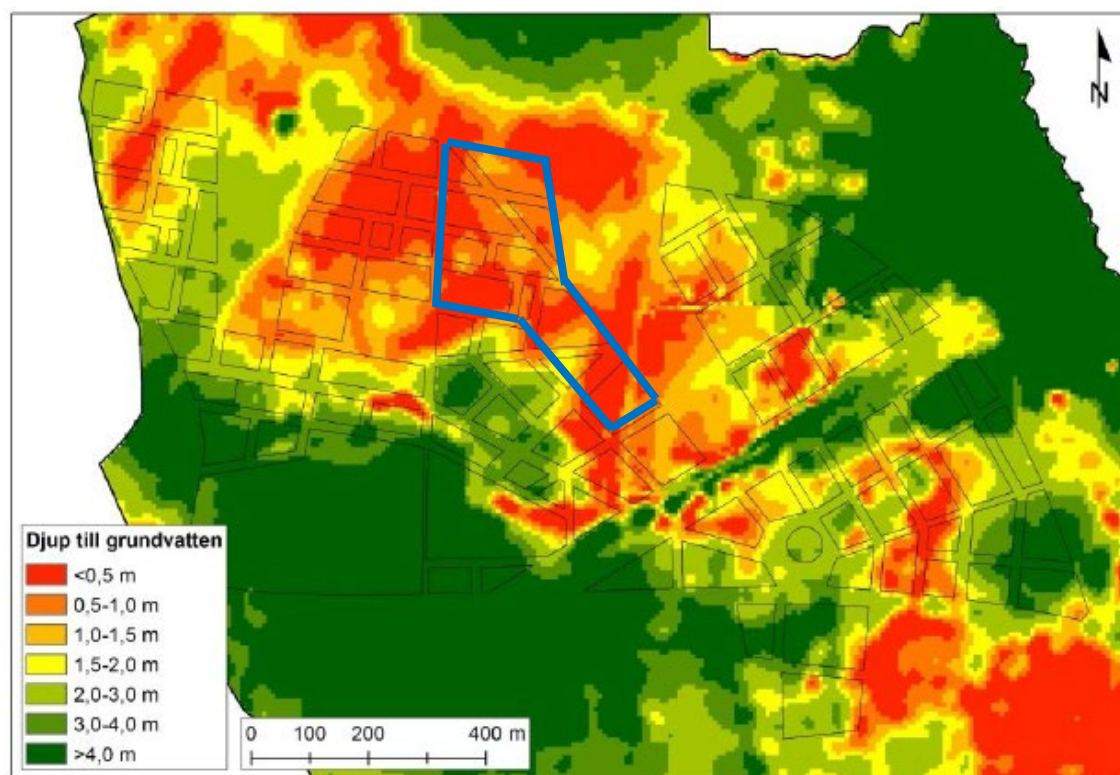 N
Djup till grundvatten
<0,5 m
0,5-1,0 m
1,0-1,5 m
1,5-2,0 m
2,0-3,0 m
3,0-4,0 m
>4,0 m
0 100 200 400 m